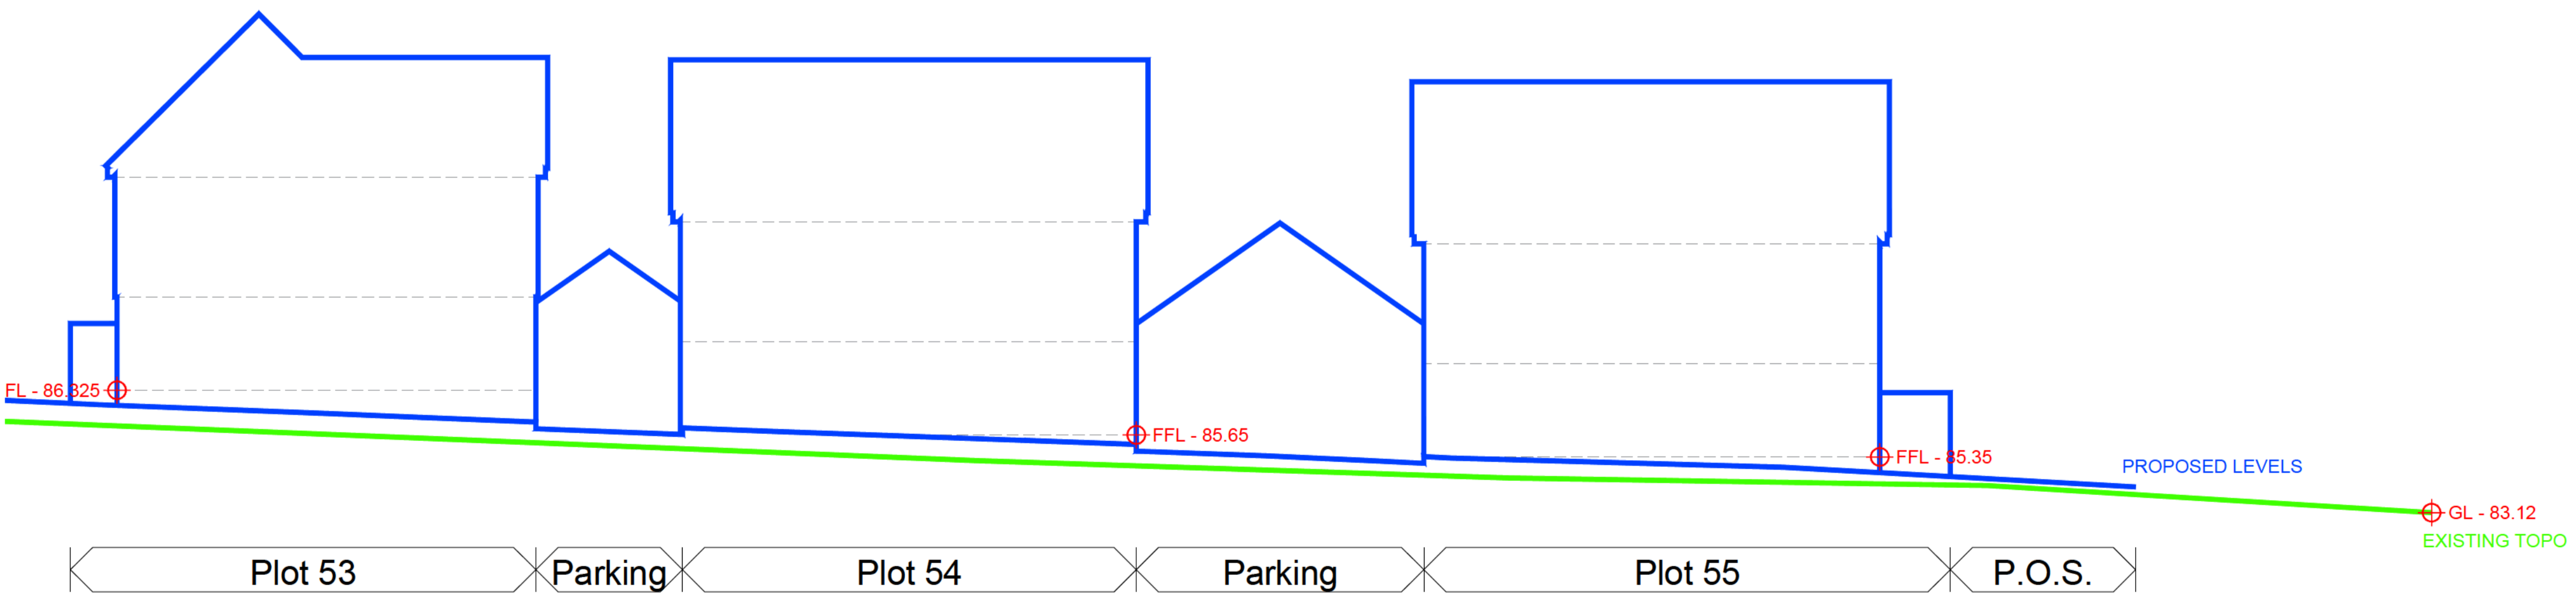 FL - 86.325
FFL - 85.65
FFL - 85.35
PROPOSED LEVELS
GL - 83.12
EXISTING TOPO
Plot 53
Parking
Plot 54
Parking
Plot 55
P.O.S.